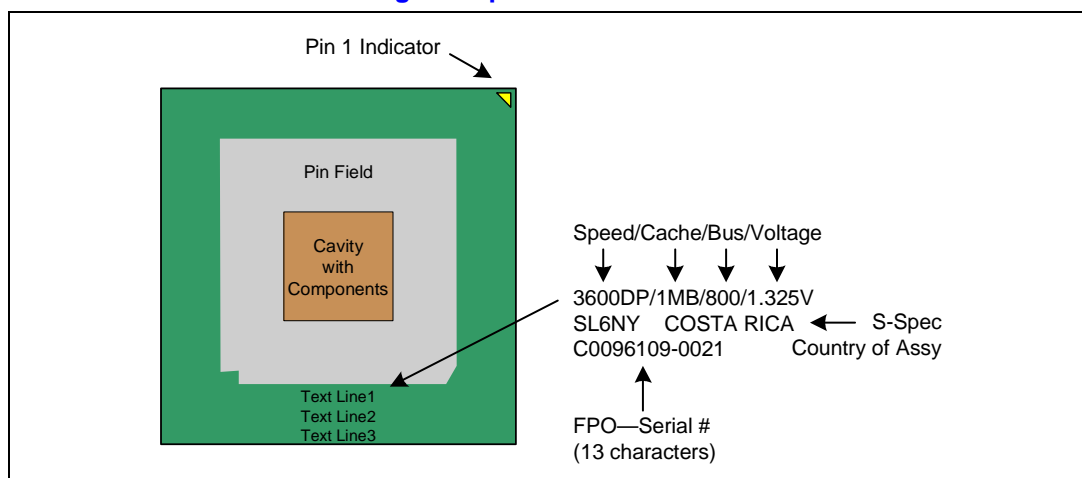 Pin 1 Indicator
Pin Field
Cavity
with
Components
Text Line1
Text Line2
Text Line3
Speed/Cache/Bus/Voltage
3600DP/1MB/800/1.325V
SL6NY COSTA RICA
C0096109-0021
S-Spec
Country of Assy
FPO—Serial #
(13 characters)